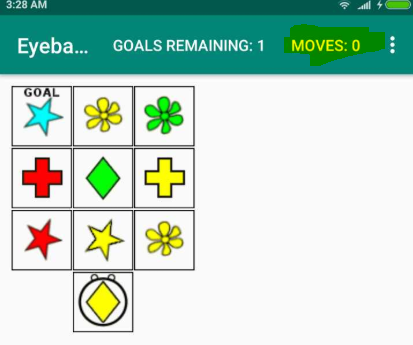 3:28 AM
Eyeba... GOALS REMAINING: 1 MOVES: 0
GOAL